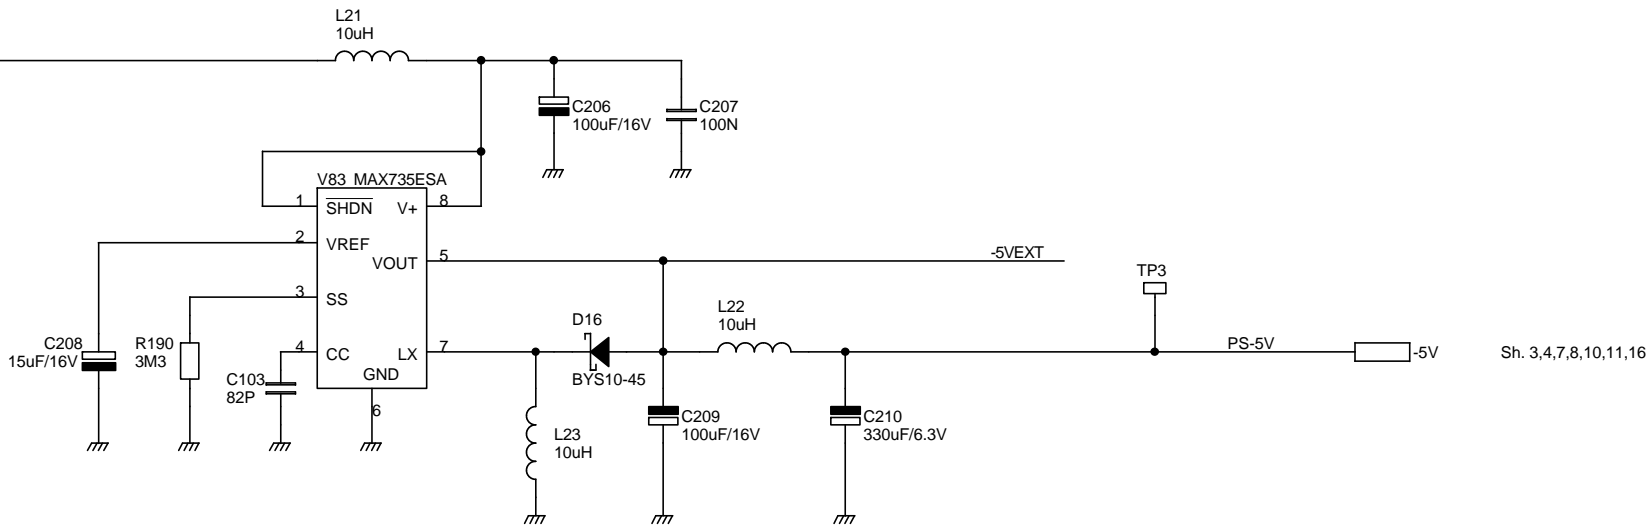 L21
10uH
C206
100uF/16V
C207
100N
V83 MAX735ESA
1
SHDN
V+
8
2
VREF
VOUT
5
-5VEXT
TP3
3
SS
L22
10uH
D16
C208
15uF/16V
R190
3M3
4
CC
LX
7
PS-5V
-5V
Sh. 3,4,7,8,10,11,16
GND
BYS10-45
C103
82P
6
C209
100uF/16V
C210
330uF/6.3V
L23
10uH